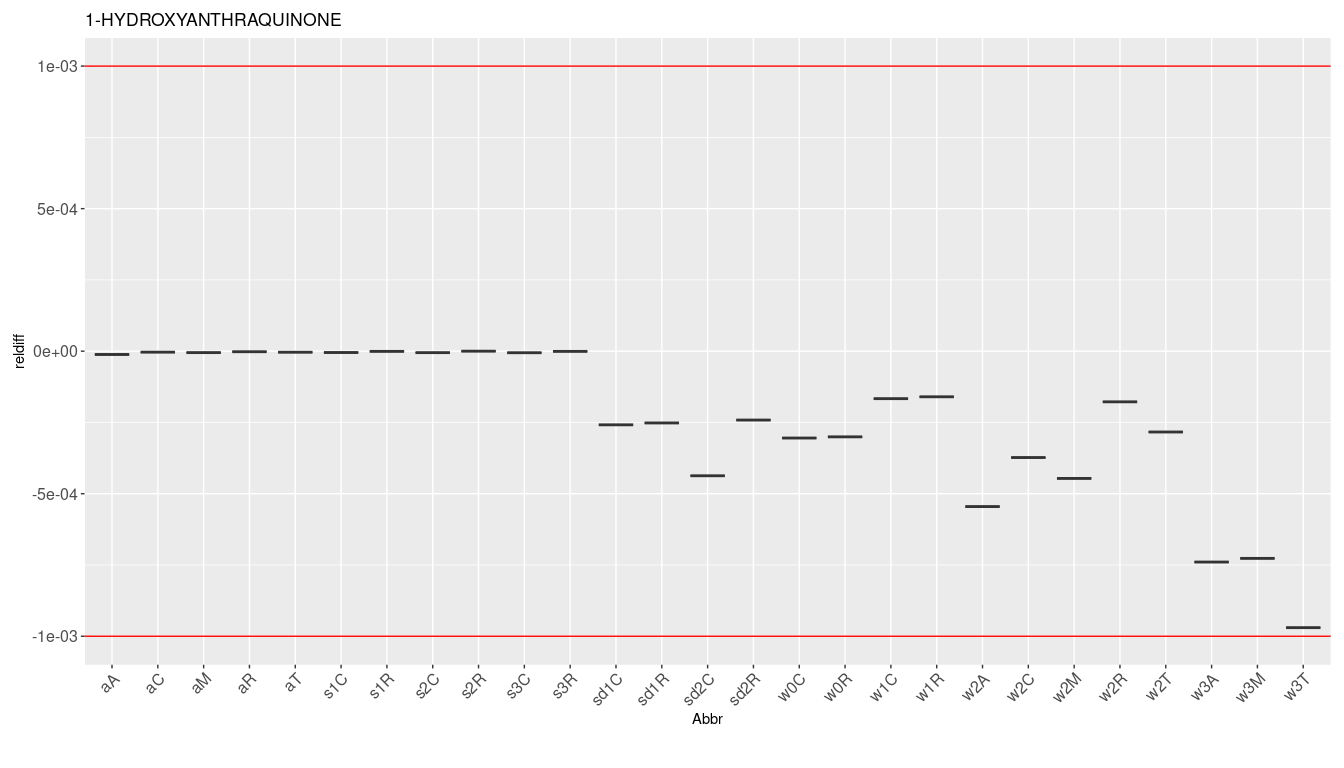 1-HYDROXYANTHRAQUINONE
1e-03
5e-04
0e+00
-5e-04
-1e-03
reldiff
aA
aC
aM
aR
aT
s1C
s1R
s2C
s2R
s3C
s3R
sd1C
sd1R
sd2C
sd2R
w0C
w0R
w1C
w1R
w2A
w2C
w2M
w2R
w2T
w3A
w3M
w3T
Abbr